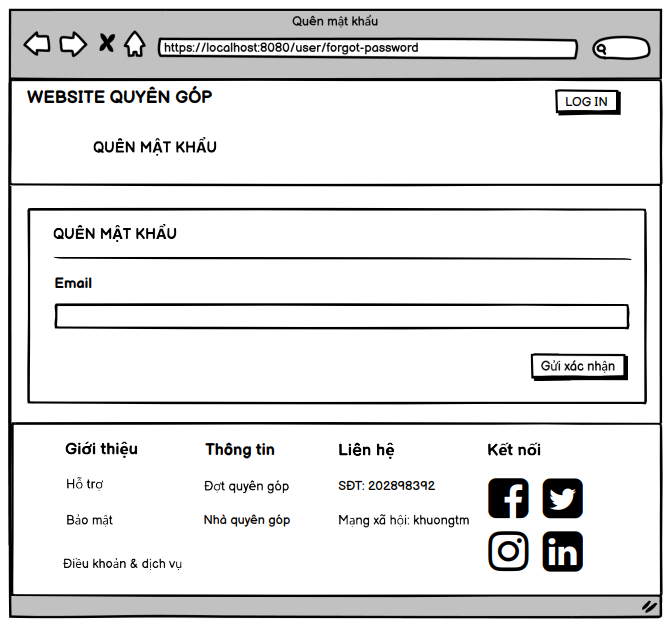 Quên mật khẩu
https://localhost:8080/user/forgot-password
WEBSITE QUYÊN GÓP
LOG IN
QUÊN MẬT KHẨU
QUÊN MẬT KHẨU
Email
Gửi xác nhận
Giới thiệu
Thông tin
Liên hệ
Kết nối
Hỗ trợ
Đợt quyên góp
SĐT: 202898392
Bảo mật
Nhà quyên góp
Mạng xã hội: khuongtm
Điều khoản & dịch vụ